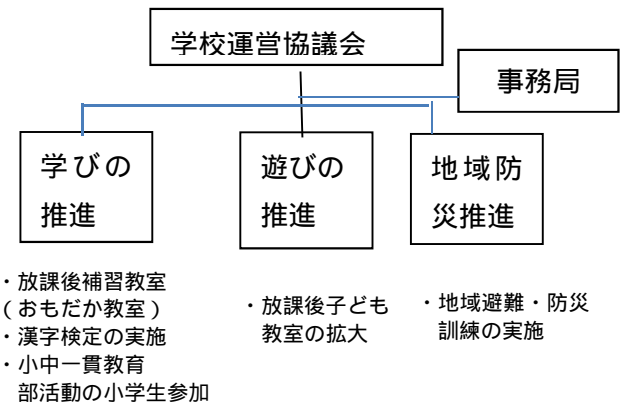 学校運営協議会
事務局
学びの
推進
遊びの
推進
地域防
災推進
・放課後補習教室
(おもだか教室)
・漢字検定の実施
・小中一貫教育
部活動の小学生参加
・放課後子ども
教室の拡大
・地域避難・防災
訓練の実施